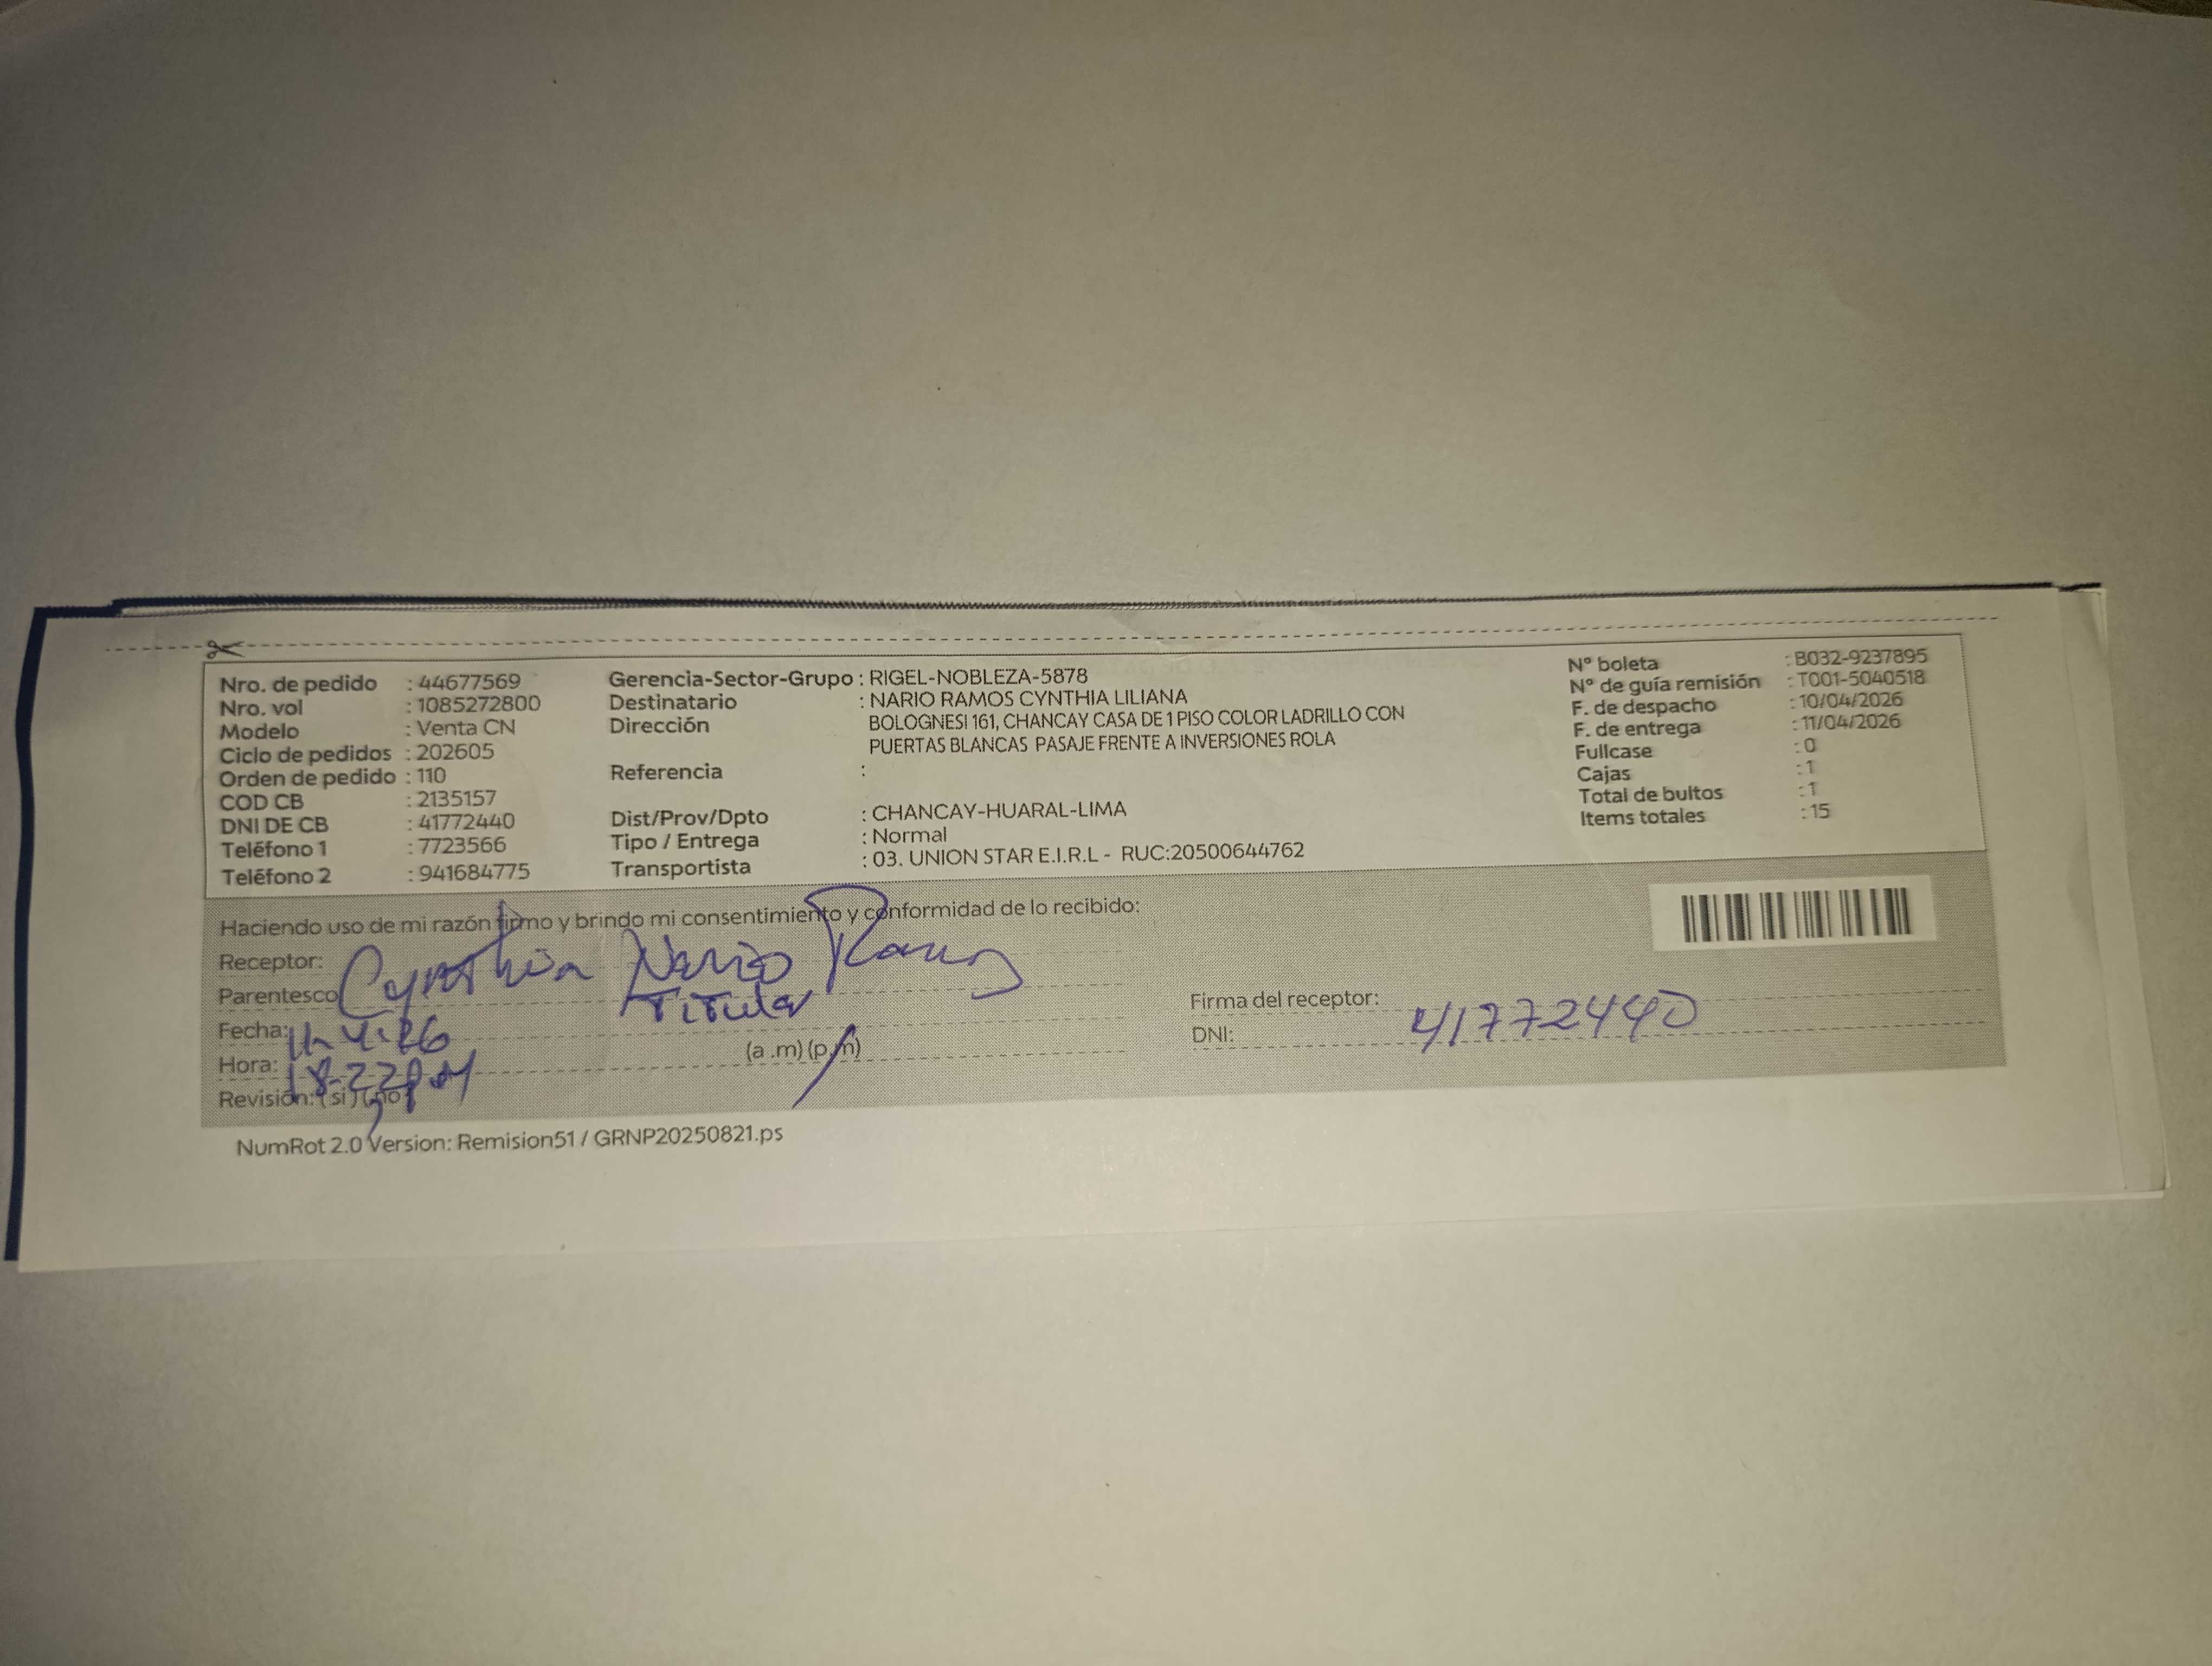 Nro. de pedido : 44677569
Nro. vol : 1085272800
Modelo : Venta CN
Ciclo de pedidos : 202605
Orden de pedido : 110
COD CB : 2135157
DNI DE CB : 41772440
Teléfono 1 : 7723566
Teléfono 2 : 941684775
Gerencia-Sector-Grupo : RIGEL-NOBLEZA-5878
Destinatario : NARIO RAMOS CYNTHIA LILIANA
Dirección BOLOGNESI 161, CHANCAY CASA DE 1 PISO COLOR LADRILLO CON
PUERTAS BLANCAS PASAJE FRENTE A INVERSIONES ROLA
Referencia :
Dist/Prov/Dpto : CHANCAY-HUARAL-LIMA
Tipo / Entrega : Normal
Transportista : 03. UNION STAR E.I.R.L - RUC:20500644762
N° boleta : B032-9237895
N° de guía remisión : T001-5040518
F. de despacho : 10/04/2026
F. de entrega : 11/04/2026
Fullcase : 0
Cajas : 1
Total de bultos : 1
Items totales : 15
Haciendo uso de mi razón firmo y brindo mi consentimiento y conformidad de lo recibido:
Receptor: Cynthia Nario Ramos
Parentesco Titular
Fecha: 11-4-26
Hora: (a .m) (p.m)
Revisión: (si) (no)
Firma del receptor:
DNI: 41772440
NumRot 2.0 Version: Remision51 / GRNP20250821.ps